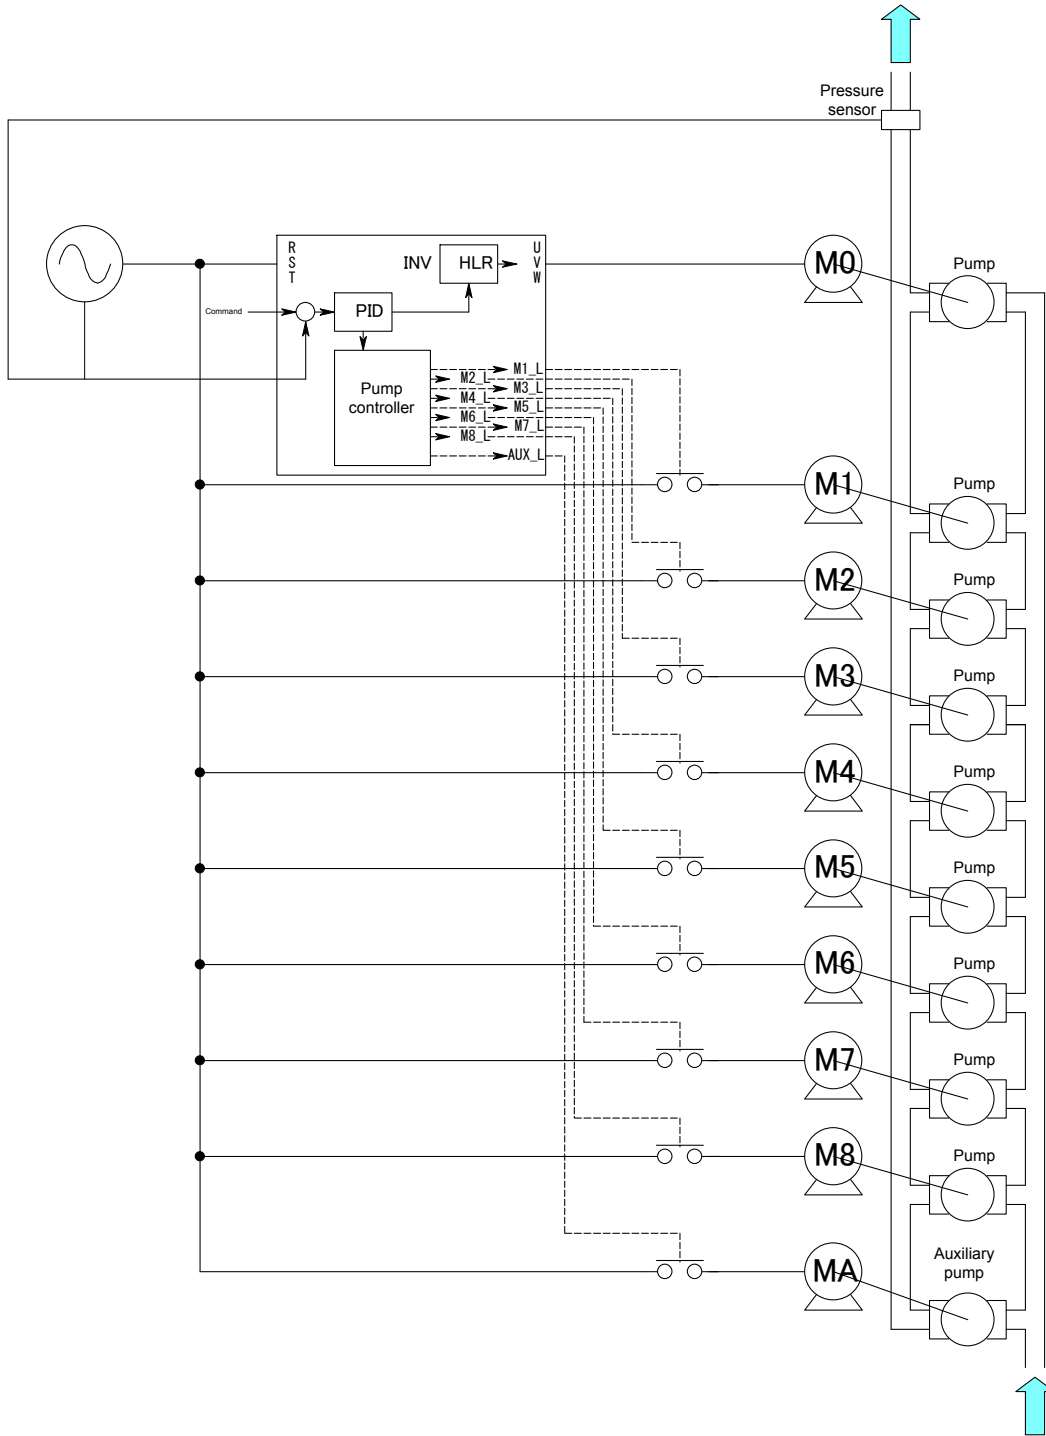 Pressure
sensor
R
S
T
INV
HLR
U
V
W
M0
Pump
Command
PID
Pump
controller
M1_L
M2_L
M3_L
M4_L
M5_L
M6_L
M7_L
M8_L
AUX_L
M1
Pump
M2
Pump
M3
Pump
M4
Pump
M5
Pump
M6
Pump
M7
Pump
M8
Pump
MA
Auxiliary
pump